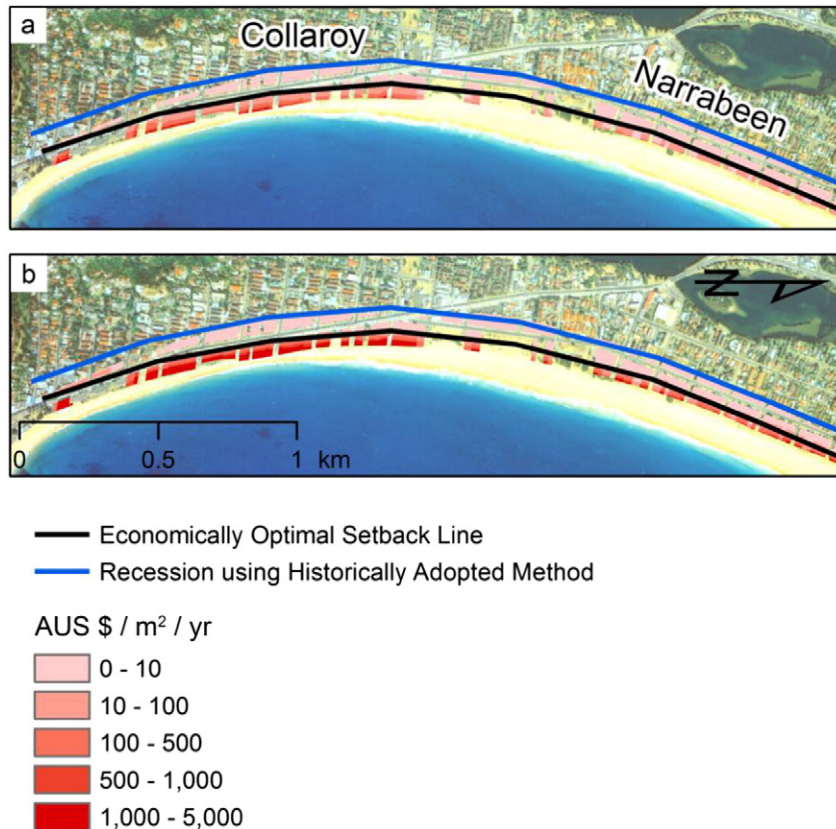 a
Collaroy
Narrabeen
b
N
0 0.5 1 km
Economically Optimal Setback Line
Recession using Historically Adopted Method
AUS $ / m² / yr
0 - 10
10 - 100
100 - 500
500 - 1,000
1,000 - 5,000